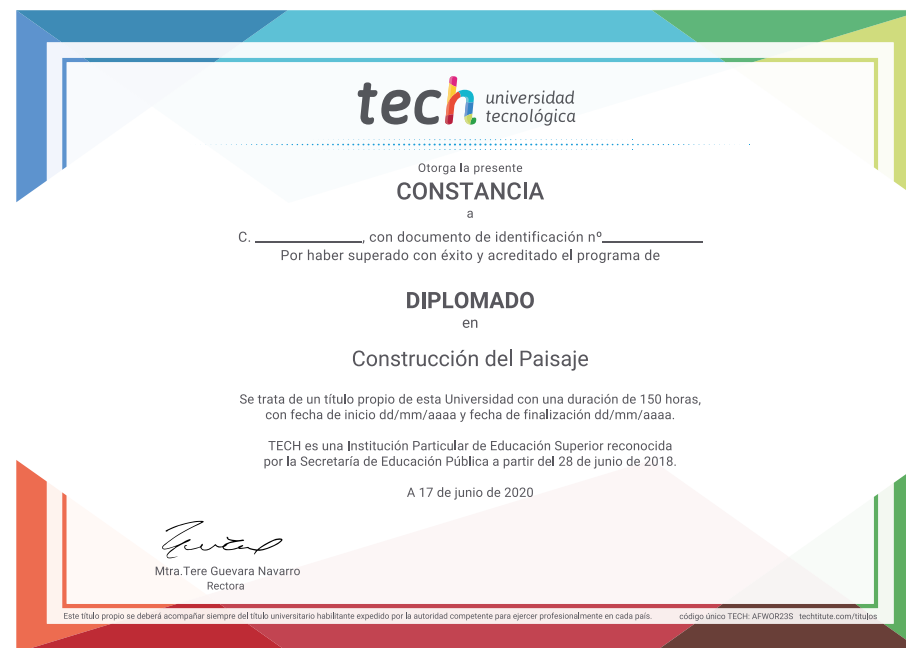 tech universidad
tecnológica
Otorga la presente
CONSTANCIA
a
C. ____________, con documento de identificación nº____________
Por haber superado con éxito y acreditado el programa de
DIPLOMADO
en
Construcción del Paisaje
Se trata de un título propio de esta Universidad con una duración de 150 horas,
con fecha de inicio dd/mm/aaaa y fecha de finalización dd/mm/aaaa.
TECH es una Institución Particular de Educación Superior reconocida
por la Secretaría de Educación Pública a partir del 28 de junio de 2018.
A 17 de junio de 2020
Mtra.Tere Guevara Navarro
Rectora
Este título propio se deberá acompañar siempre del título universitario habilitante expedido por la autoridad competente para ejercer profesionalmente en cada país. código único TECH: AFWOR23S techtitute.com/titulos